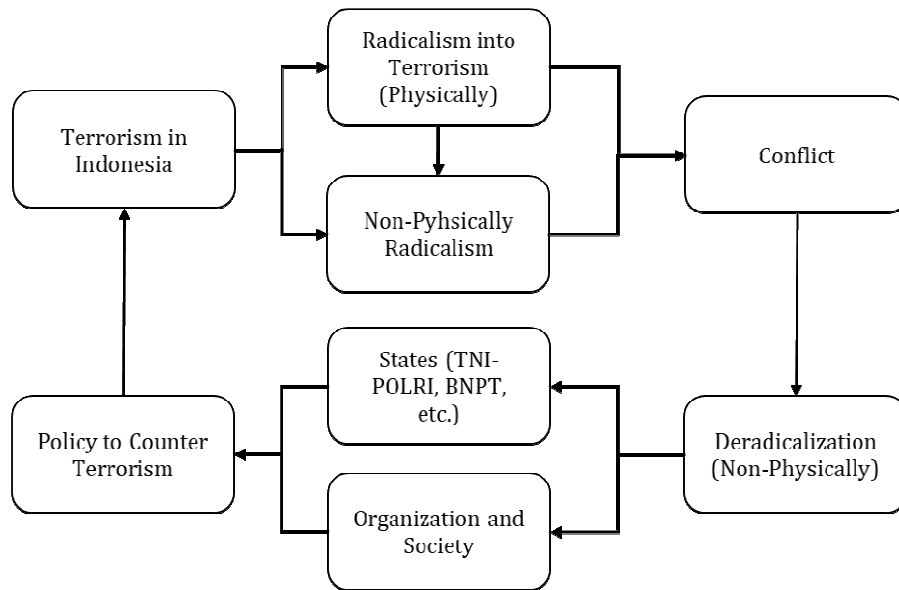 Radicalism into
Terrorism
(Physically)
Terrorism in
Indonesia
Conflict
Non-Pyhsically
Radicalism
States (TNI-
POLRI, BNPT,
etc.)
Policy to Counter
Terrorism
Deradicalization
(Non-Physically)
Organization and
Society